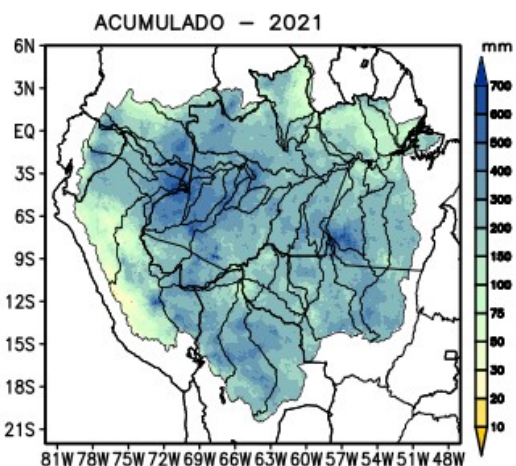 ACUMULADO – 2021
6N
3N
EQ
3S
6S
9S
12S
15S
18S
21S
81W 78W 75W 72W 69W 66W 63W 60W 57W 54W 51W 48W
mm
700
600
500
400
300
200
150
100
75
50
30
20
10